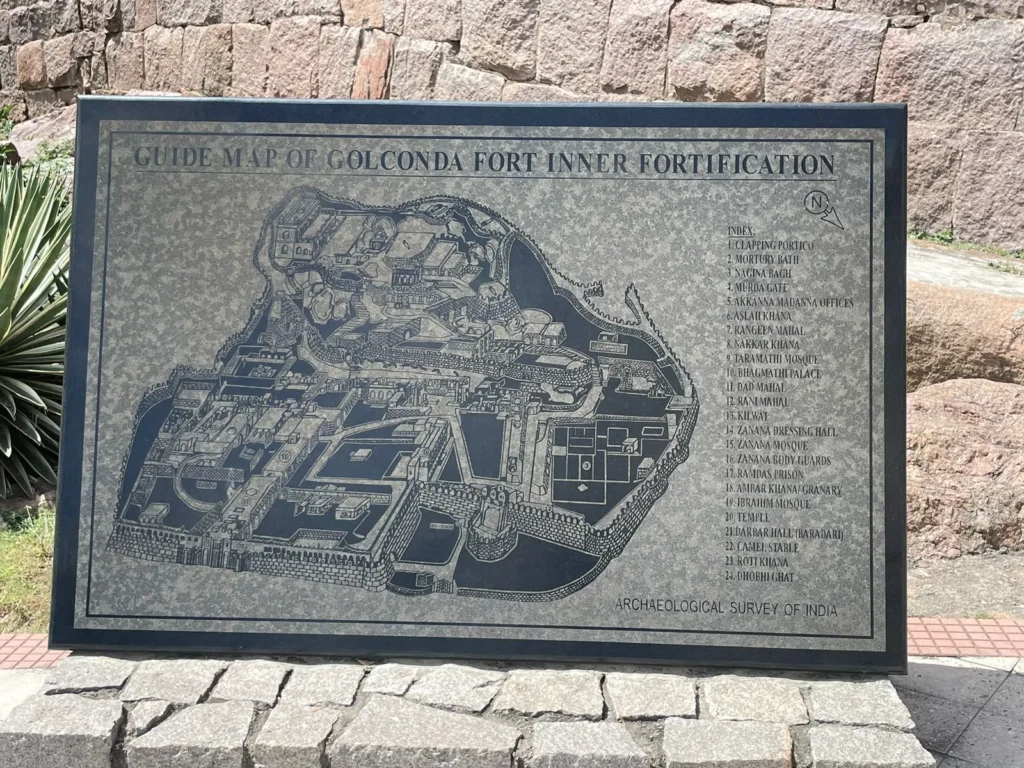 GUIDE MAP OF GOLCONDA FORT INNER FORTIFICATION
N
INDEX:
1. CLAPPING PORTICO
2. MORTURY BATH
3. NAGINA BAGH
4. MURDA GATE
5. AKKANNA MADANNA OFFICES
6. ASLAH KHANA
7. RANGEEN MAHAL
8. NAKKAR KHANA
9. TARAMATHI MOSQUE
10. BHAGMATHI PALACE
11. DAD MAHAL
12. RANI MAHAL
13. KILWAT
14. ZANANA DRESSING HALL
15. ZANANA MOSQUE
16. ZANANA BODY GUARDS
17. RAMDAS PRISON
18. AMBAR KHANA/GRANARY
19. IBRAHIM MOSQUE
20. TEMPLE
21. DARBAR HALL (BARADARI)
22. CAMEL STABLE
23. ROTI KHANA
24. DHOBHI GHAT
ARCHAEOLOGICAL SURVEY OF INDIA